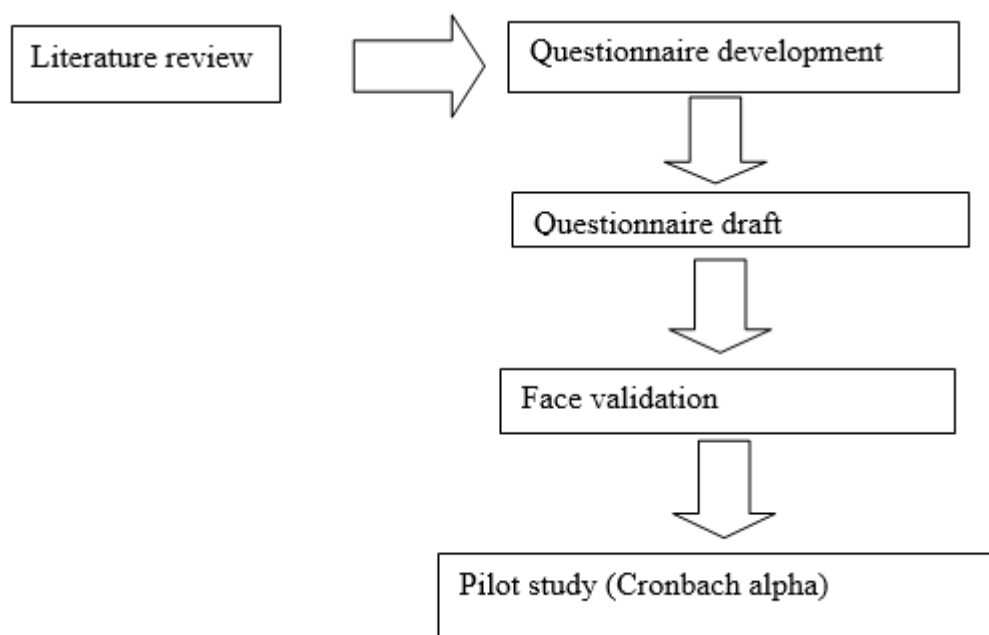 Literature review
Questionnaire development
Questionnaire draft
Face validation
Pilot study (Cronbach alpha)